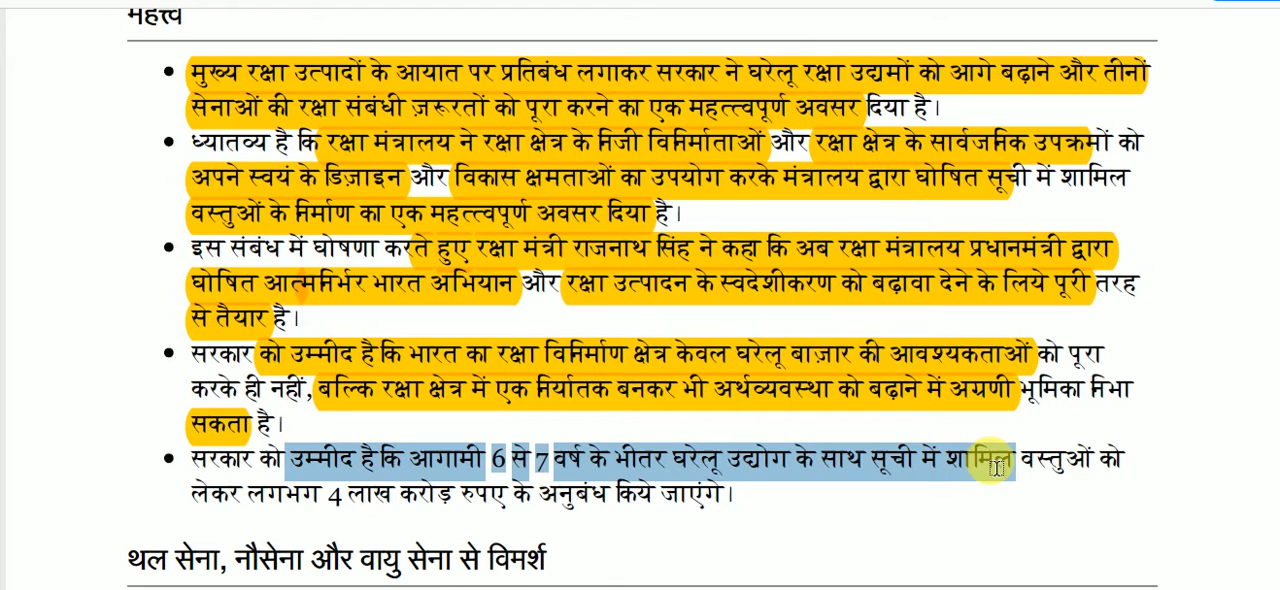 महत्त्व
• मुख्य रक्षा उत्पादों के आयात पर प्रतिबंध लगाकर सरकार ने घरेलू रक्षा उद्यमों को आगे बढ़ाने और तीनों
सेनाओं की रक्षा संबंधी ज़रूरतों को पूरा करने का एक महत्त्वपूर्ण अवसर दिया है।
• ध्यातव्य है कि रक्षा मंत्रालय ने रक्षा क्षेत्र के निजी विनिर्माताओं और रक्षा क्षेत्र के सार्वजनिक उपक्रमों को
अपने स्वयं के डिज़ाइन और विकास क्षमताओं का उपयोग करके मंत्रालय द्वारा घोषित सूची में शामिल
वस्तुओं के निर्माण का एक महत्त्वपूर्ण अवसर दिया है।
• इस संबंध में घोषणा करते हुए रक्षा मंत्री राजनाथ सिंह ने कहा कि अब रक्षा मंत्रालय प्रधानमंत्री द्वारा
घोषित आत्मनिर्भर भारत अभियान और रक्षा उत्पादन के स्वदेशीकरण को बढ़ावा देने के लिये पूरी तरह
से तैयार है।
• सरकार को उम्मीद है कि भारत का रक्षा विनिर्माण क्षेत्र केवल घरेलू बाज़ार की आवश्यकताओं को पूरा
करके ही नहीं, बल्कि रक्षा क्षेत्र में एक निर्यातक बनकर भी अर्थव्यवस्था को बढ़ाने में अग्रणी भूमिका निभा
सकता है।
• सरकार को उम्मीद है कि आगामी 6 से 7 वर्ष के भीतर घरेलू उद्योग के साथ सूची में शामिल वस्तुओं को
लेकर लगभग 4 लाख करोड़ रुपए के अनुबंध किये जाएंगे।
थल सेना, नौसेना और वायु सेना से विमर्श